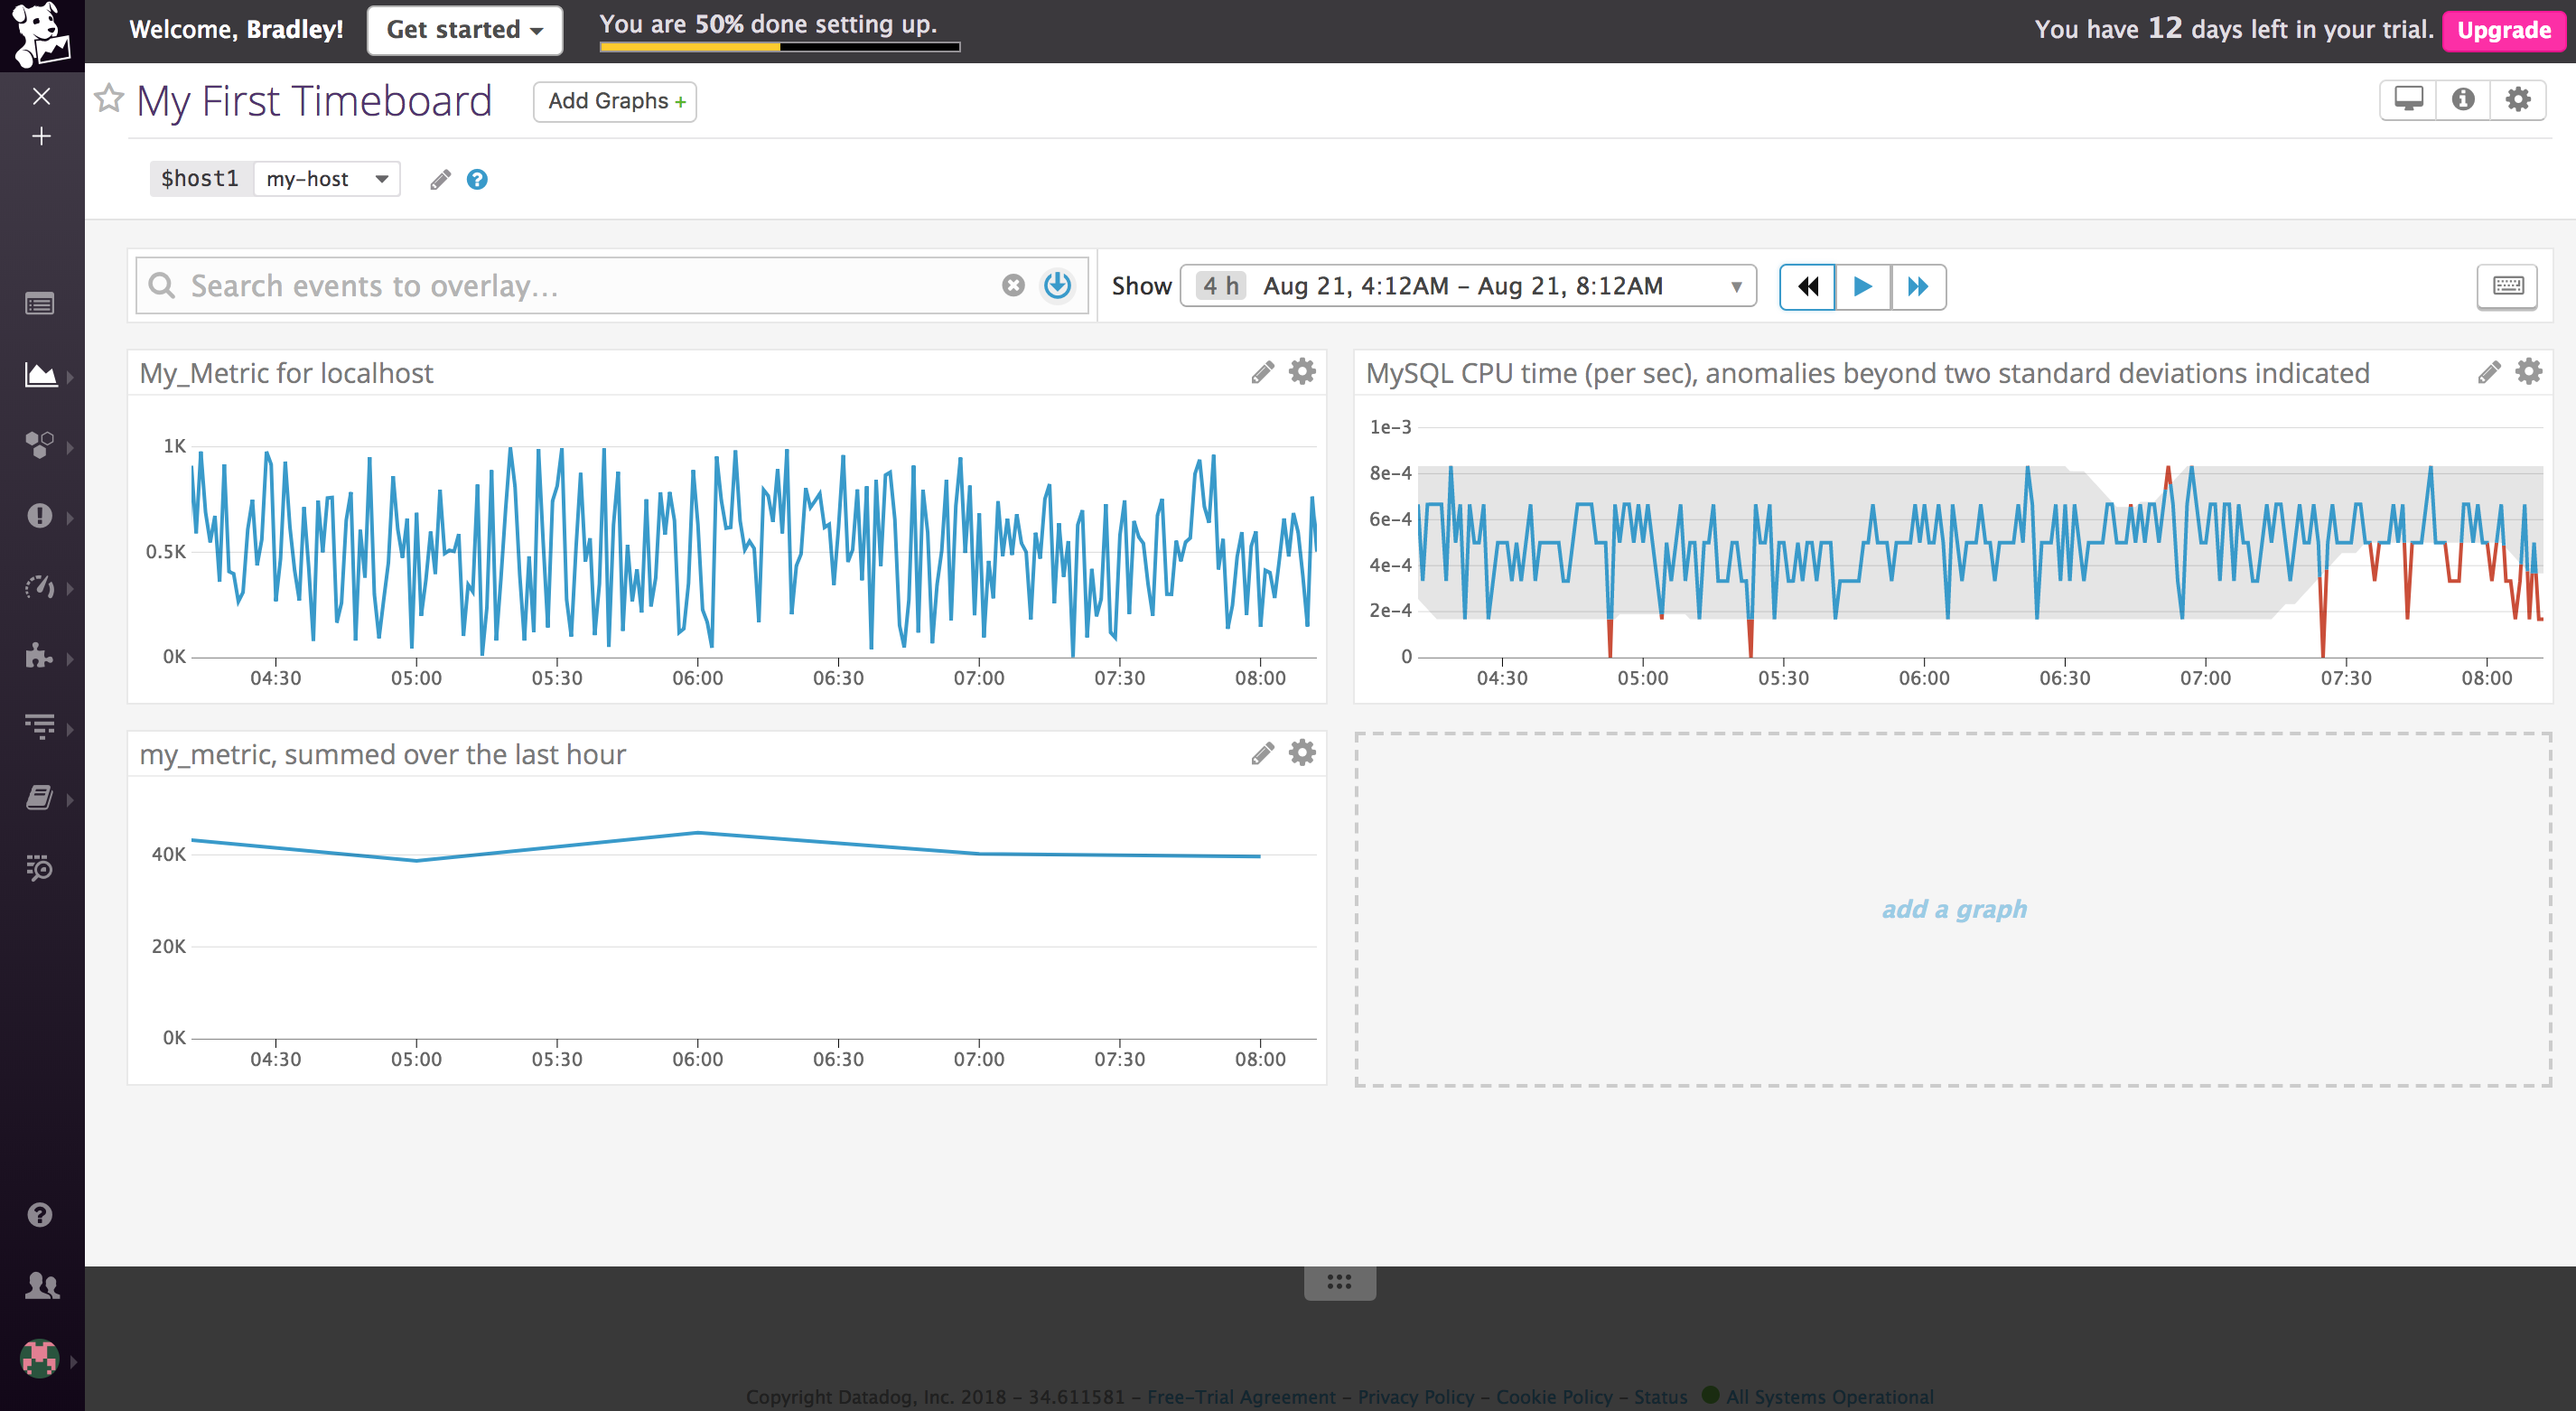 Welcome, Bradley!
Get started
You are 50% done setting up.
You have 12 days left in your trial.
Upgrade
My First Timeboard
Add Graphs +
$host1
my-host
Search events to overlay...
Show
4 h
Aug 21, 4:12AM – Aug 21, 8:12AM
My_Metric for localhost
1K
0.5K
0K
04:30 05:00 05:30 06:00 06:30 07:00 07:30 08:00
MySQL CPU time (per sec), anomalies beyond two standard deviations indicated
1e-3
8e-4
6e-4
4e-4
2e-4
0
04:30 05:00 05:30 06:00 06:30 07:00 07:30 08:00
my_metric, summed over the last hour
40K
20K
0K
04:30 05:00 05:30 06:00 06:30 07:00 07:30 08:00
add a graph
Copyright Datadog, Inc. 2018 – 34.611581 – Free-Trial Agreement – Privacy Policy – Cookie Policy – Status All Systems Operational